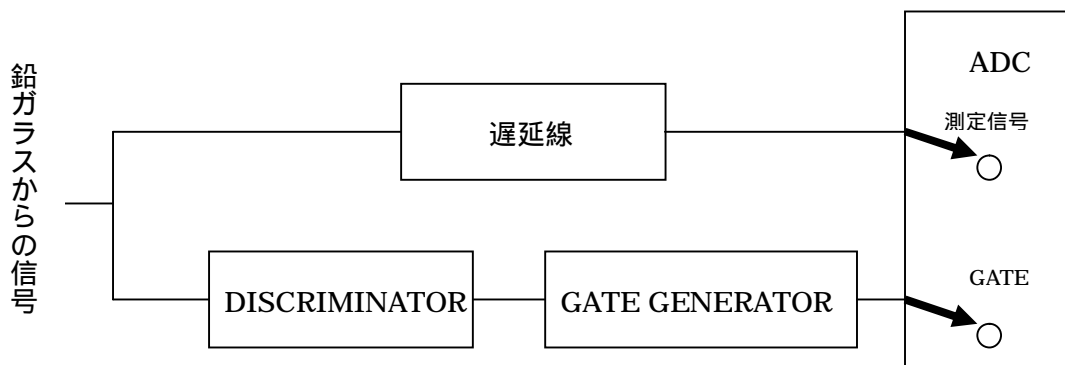 鉛ガラスからの信号
遅延線
DISCRIMINATOR
GATE GENERATOR
ADC
測定信号
GATE